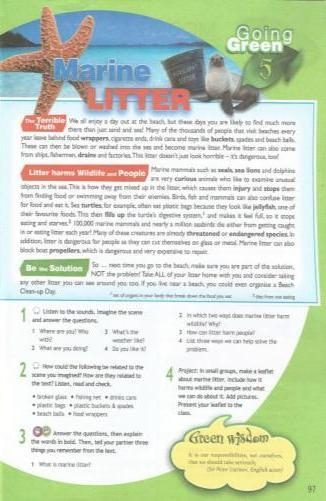 Going
Green
5
Marine
LITTER
The Terrible Truth
We all enjoy a day out at the beach, but these days you are likely to find much more
there than just sand and sea! Many of the thousands of people that visit beaches every
year leave behind food wrappers, cigarette ends, drink cans and toys like buckets, spades and beach balls.
These can then be blown or washed into the sea and become marine litter. Marine litter can also come
from ships, fishermen, drains and factories. This litter doesn't just look horrible – it's dangerous, too!
Litter harms Wildlife and People
Marine mammals such as seals, sea lions and dolphins
are very curious animals who like to examine unusual
objects in the sea. This is how they get mixed up in the litter, which causes them injury and stops them
from finding food or swimming away from their enemies. Birds, fish and mammals can also confuse litter
for food and eat it. Sea turtles, for example, often eat plastic bags because they look like jellyfish, one of
their favourite foods. This then fills up the turtle's digestive system,¹ and makes it feel full, so it stops
eating and starves.² 100,000 marine mammals and nearly a million seabirds die either from getting caught
in or eating litter each year! Many of these creatures are already threatened or endangered species. In
addition, litter is dangerous for people as they can cut themselves on glass or metal. Marine litter can also
block boat propellers, which is dangerous and very expensive to repair.
Be the Solution
So ... next time you go to the beach, make sure you are part of the solution,
NOT the problem! Take ALL of your litter home with you and consider taking
any other litter you can see around you too. If you live near a beach, you could even organise a Beach
Clean-up Day.
¹ set of organs in your body that break down the food you eat
² dies from not eating
1 Listen to the sounds, imagine the scene
and answer the questions.
1 Where are you? Who with?
2 What are you doing?
3 What's the weather like?
4 Do you like it?
2 How could the following be related to the
scene you imagined? How are they related to the
text? Listen, read and check.
• broken glass • fishing net • drinks cans
• plastic bags • plastic buckets & spades
• beach balls • food wrappers
3 Answer the questions, then explain
the words in bold. Then, tell your partner three
things you remember from the text.
1 What is marine litter?
2 In which two ways does marine litter harm
wildlife? Why?
3 How can litter harm people?
4 List three ways we can help solve the
problem.
4 Project: In small groups, make a leaflet
about marine litter. Include how it
harms wildlife and people and what
we can do about it. Add pictures.
Present your leaflet to the
class.
Green wisdom
It is our responsibility, not ourselves,
that we should take seriously.
(Sir Peter Ustinov, English actor)
97